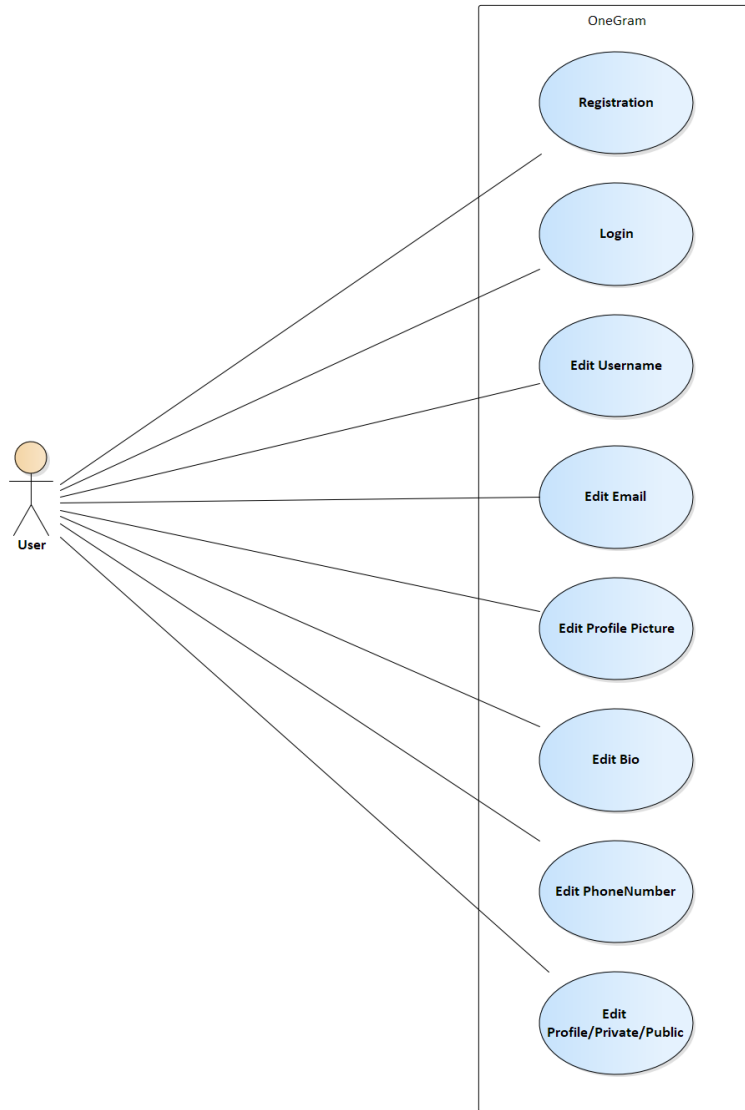 OneGram
Registration
Login
Edit Username
Edit Email
User
Edit Profile Picture
Edit Bio
Edit PhoneNumber
Edit
Profile/Private/Public